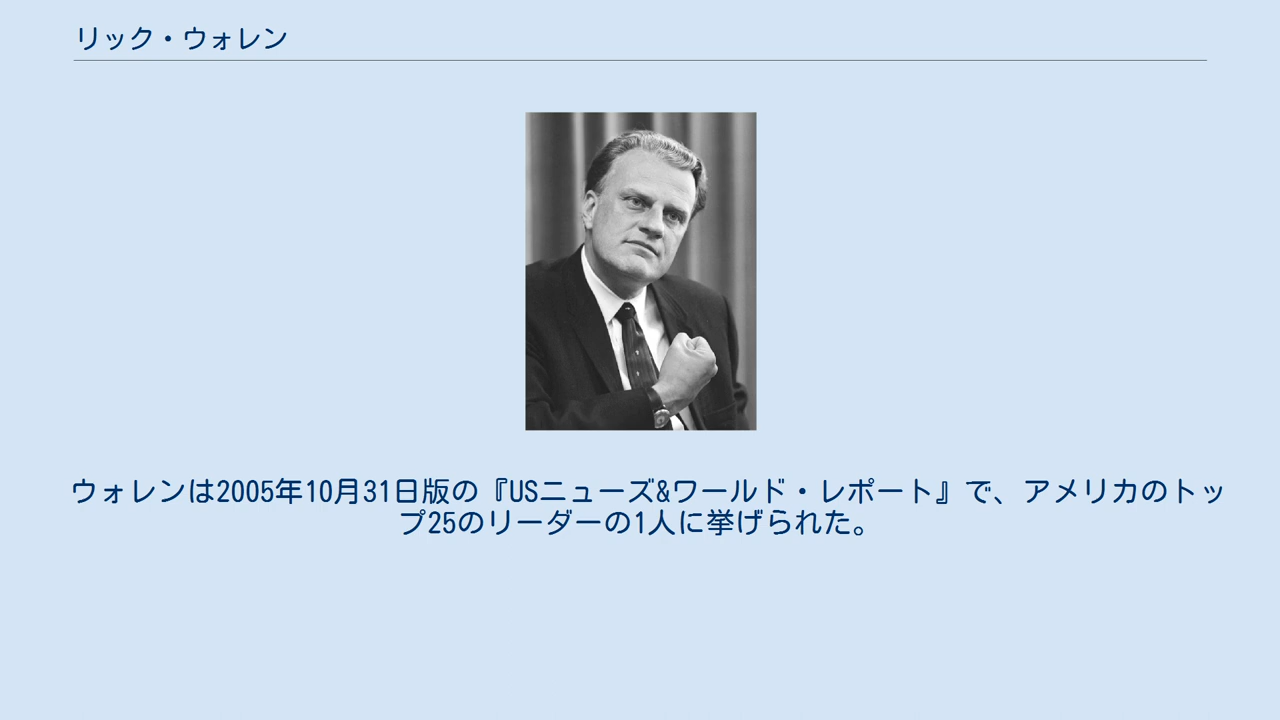 リック・ウォレン
ウォレンは2005年10月31日版の『USニューズ&ワールド・レポート』で、アメリカのトッ
プ25のリーダーの1人に挙げられた。